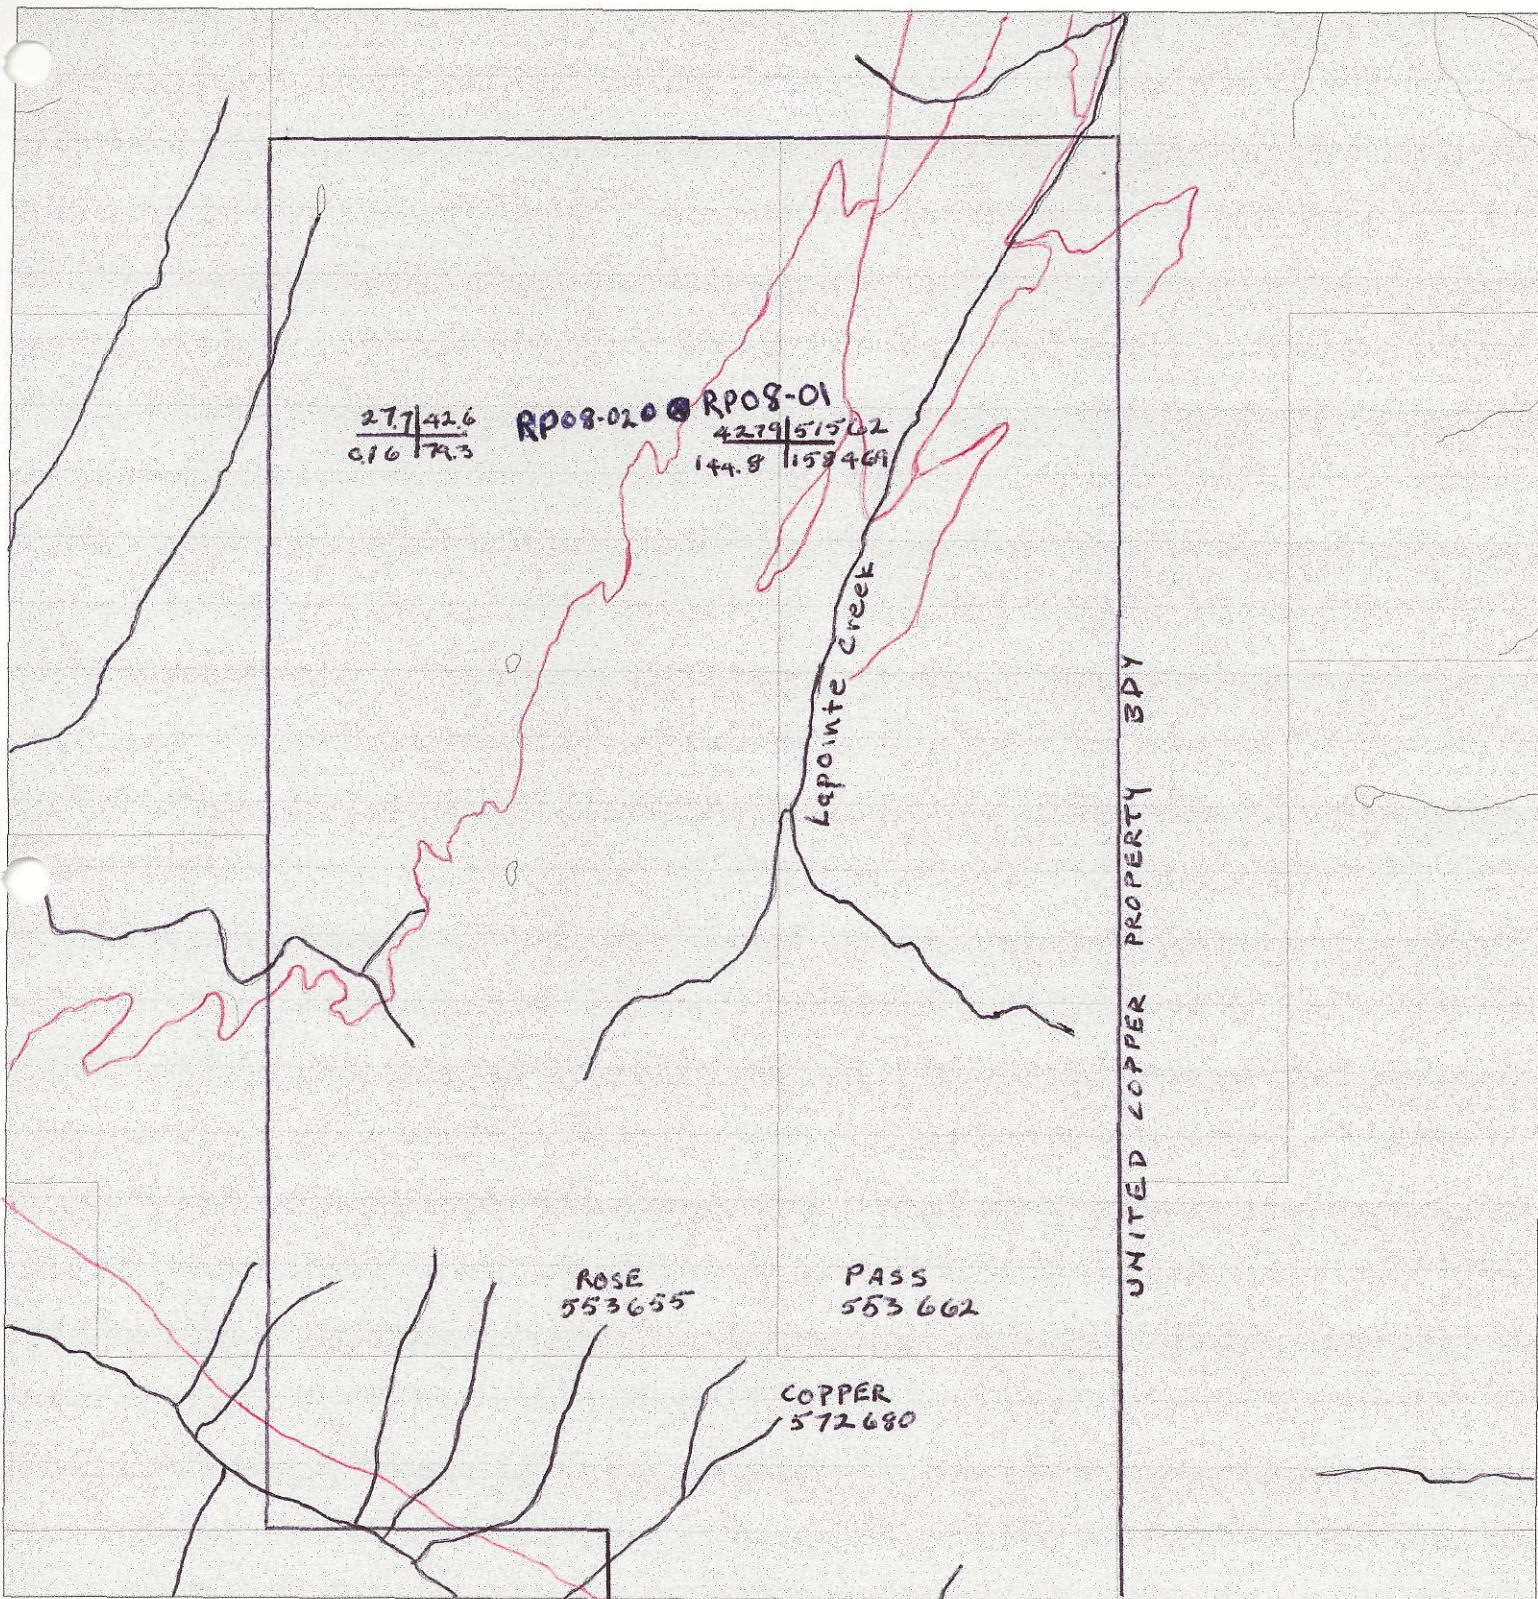 RP08-01
27.7 42.6
RP08-02
4279 51562
0.16 79.3
144.8 158469
Lapointe Creek
UNITED COPPER PROPERTY BDY
ROSE
553655
PASS
553662
COPPER
572680